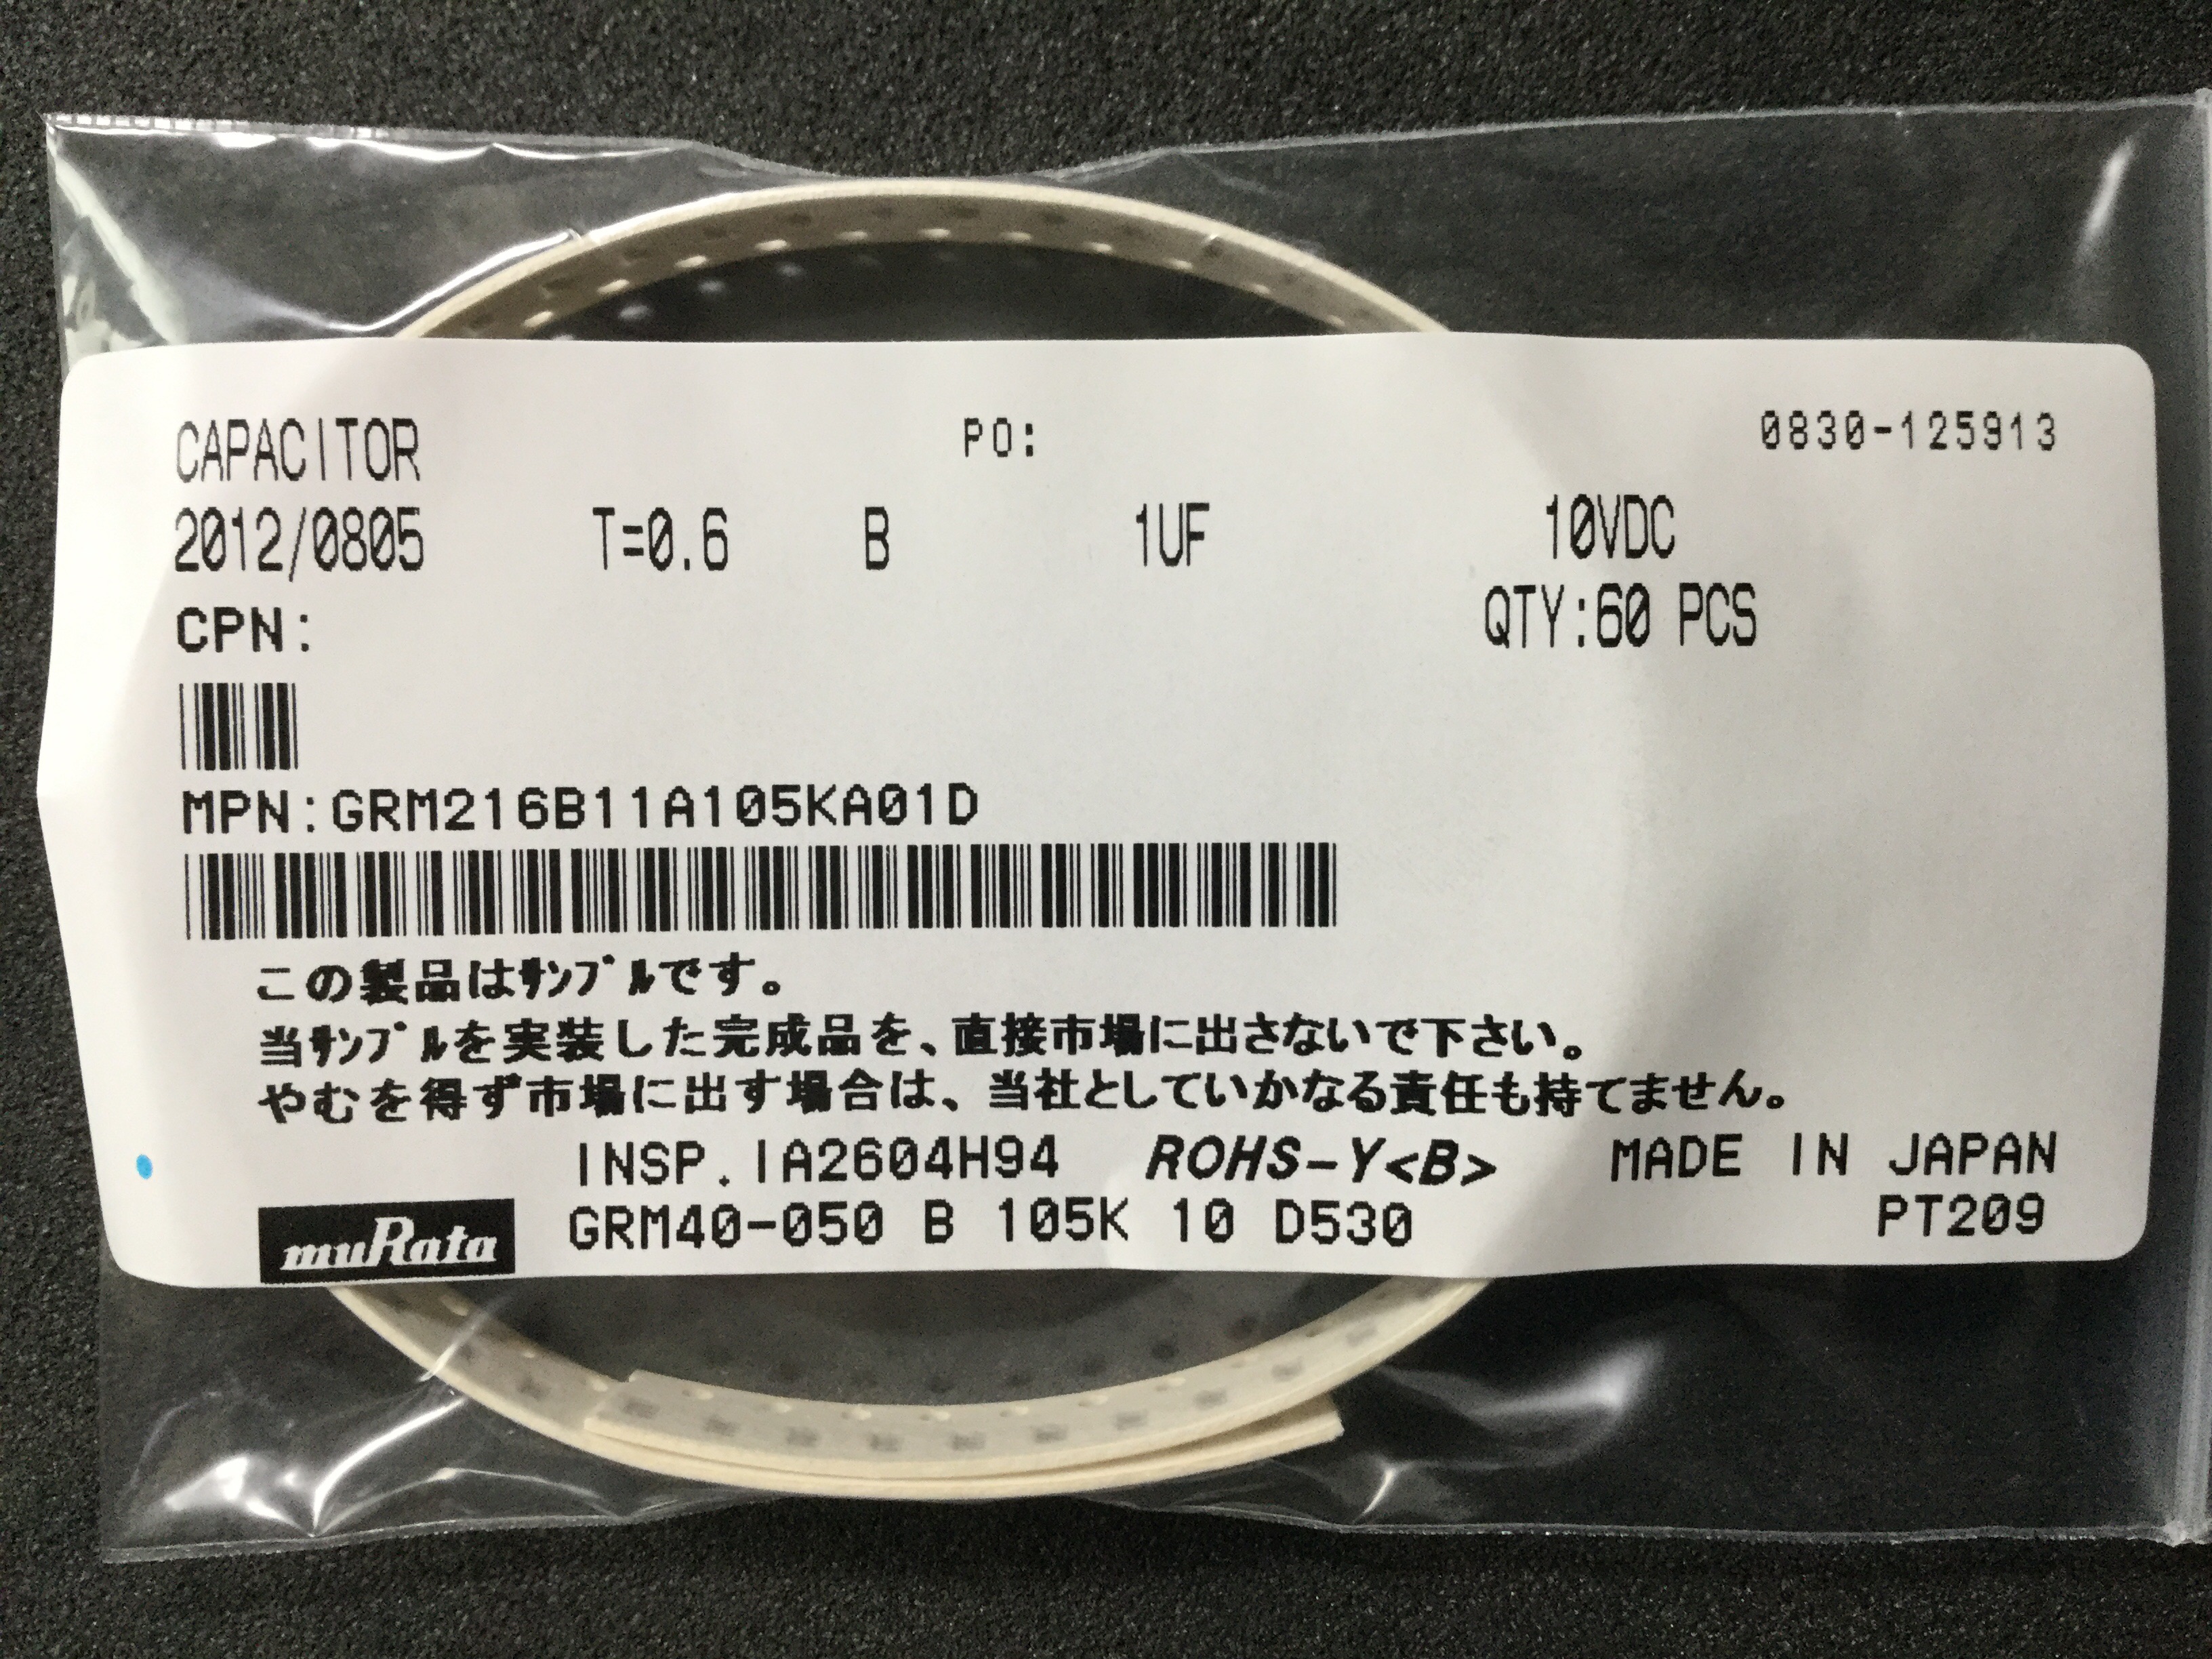 CAPACITOR PO: 0830-125913
2012/0805 T=0.6 B 1UF 10VDC
CPN: QTY:60 PCS
MPN:GRM216B11A105KA01D
この製品はｻﾝﾌﾟﾙです。
当ｻﾝﾌﾟﾙを実装した完成品を、直接市場に出さないで下さい。
やむを得ず市場に出す場合は、当社としていかなる責任も持てません。
INSP.IA2604H94 ROHS-Y<B> MADE IN JAPAN
muRata GRM40-050 B 105K 10 D530 PT209